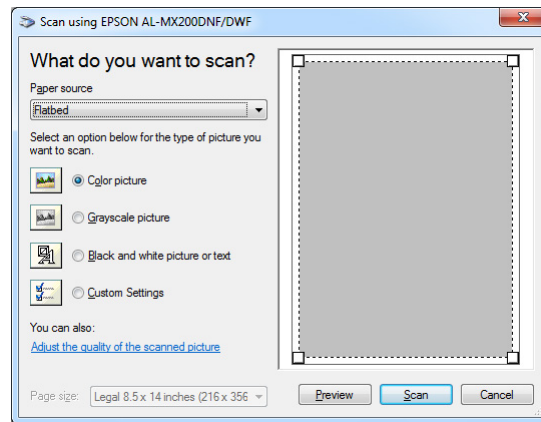 Scan using EPSON AL-MX200DNF/DWF
What do you want to scan?
Paper source
Flatbed
Select an option below for the type of picture you
want to scan.
Color picture
Grayscale picture
Black and white picture or text
Custom Settings
You can also:
Adjust the quality of the scanned picture
Page size: Legal 8.5 x 14 inches (216 x 356
Preview Scan Cancel